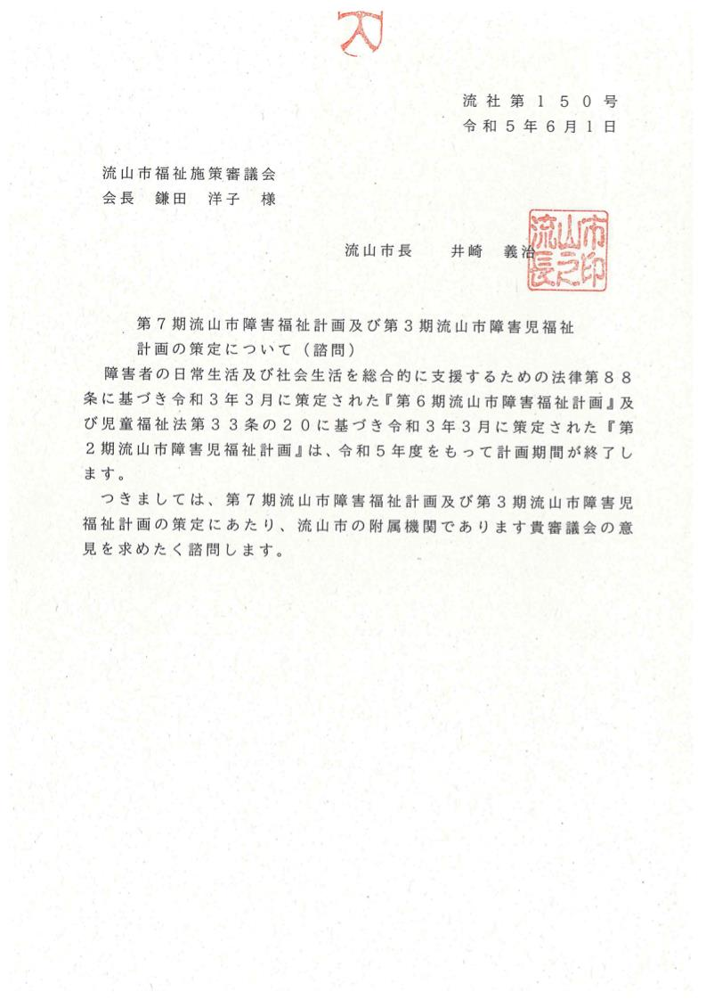 流社第１５０号
令和５年６月１日
流山市福祉施策審議会
会長　鎌田　洋子　様
流山市長　　井崎　義治
流山市
長之印
第７期流山市障害福祉計画及び第３期流山市障害児福祉
計画の策定について（諮問）
障害者の日常生活及び社会生活を総合的に支援するための法律第８８
条に基づき令和３年３月に策定された『第６期流山市障害福祉計画』及
び児童福祉法第３３条の２０に基づき令和３年３月に策定された『第
２期流山市障害児福祉計画』は、令和５年度をもって計画期間が終了し
ます。
つきましては、第７期流山市障害福祉計画及び第３期流山市障害児
福祉計画の策定にあたり、流山市の附属機関であります貴審議会の意
見を求めたく諮問します。